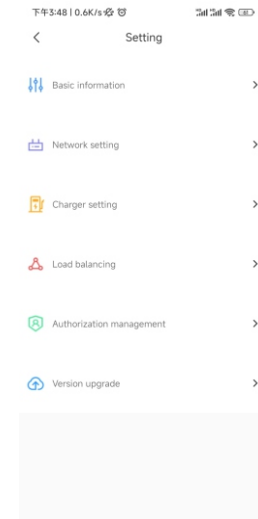 下午3:48 | 0.6K/s
Setting
Basic information
Network setting
Charger setting
Load balancing
Authorization management
Version upgrade